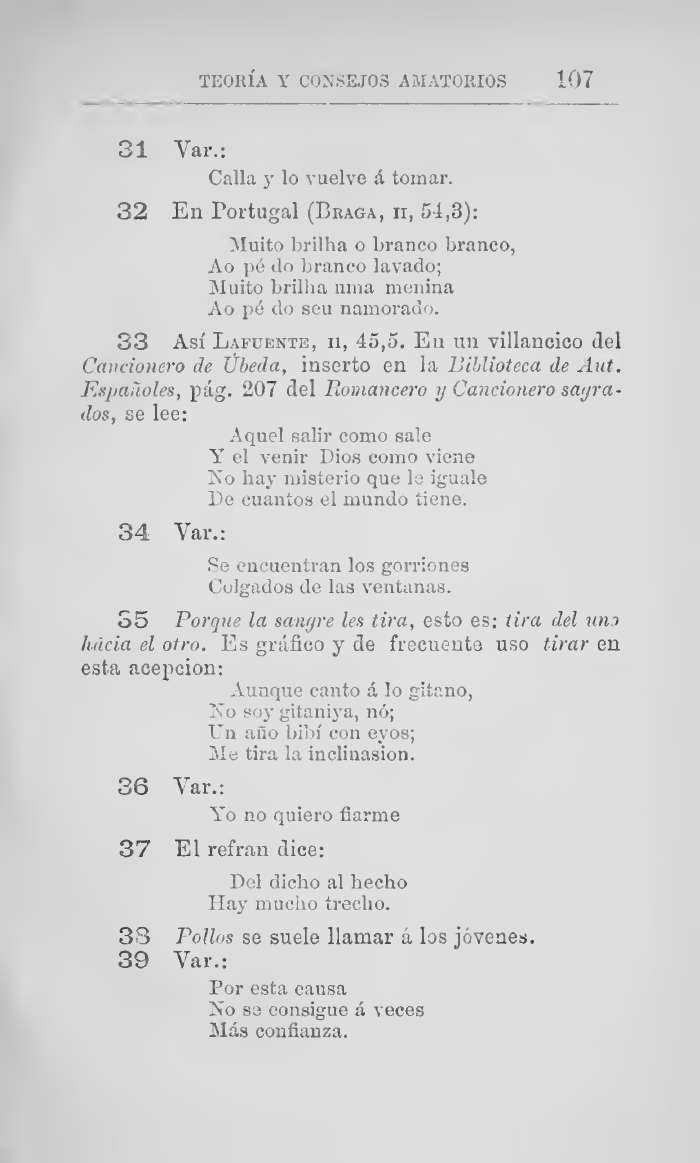 TEORÍA Y CONSEJOS AMATORIOS 107
31 Var.:
Calla y lo vuelve á tomar.
32 En Portugal (BRAGA, II, 54,3):
Muito brilha o branco branco,
Ao pé do branco lavado;
Muito brilha uma menina
Ao pé do seu namorado.
33 Así LAFUENTE, II, 45,5. En un villancico del
Cancionero de Úbeda, inserto en la Biblioteca de Aut.
Españoles, pág. 207 del Romancero y Cancionero sagra-
dos, se lee:
Aquel salir como sale
Y el venir Dios como viene
No hay misterio que le iguale
De cuantos el mundo tiene.
34 Var.:
Se encuentran los gorriones
Colgados de las ventanas.
35 Porque la sangre les tira, esto es: tira del uno
hácia el otro. Es gráfico y de frecuente uso tirar en
esta acepcion:
Aunque canto á lo gitano,
No soy gitaniya, nó;
Un año bibí con eyos;
Me tira la inclinasion.
36 Var.:
Yo no quiero fiarme
37 El refran dice:
Del dicho al hecho
Hay mucho trecho.
38 Pollos se suele llamar á los jóvenes.
39 Var.:
Por esta causa
No se consigue á veces
Más confianza.